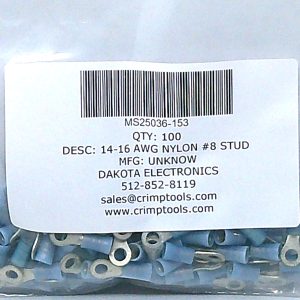 MS25036-153
QTY: 100
DESC: 14-16 AWG NYLON #8 STUD
MFG: UNKNOW
DAKOTA ELECTRONICS
512-852-8119
sales@crimptools.com
www.crimptools.com